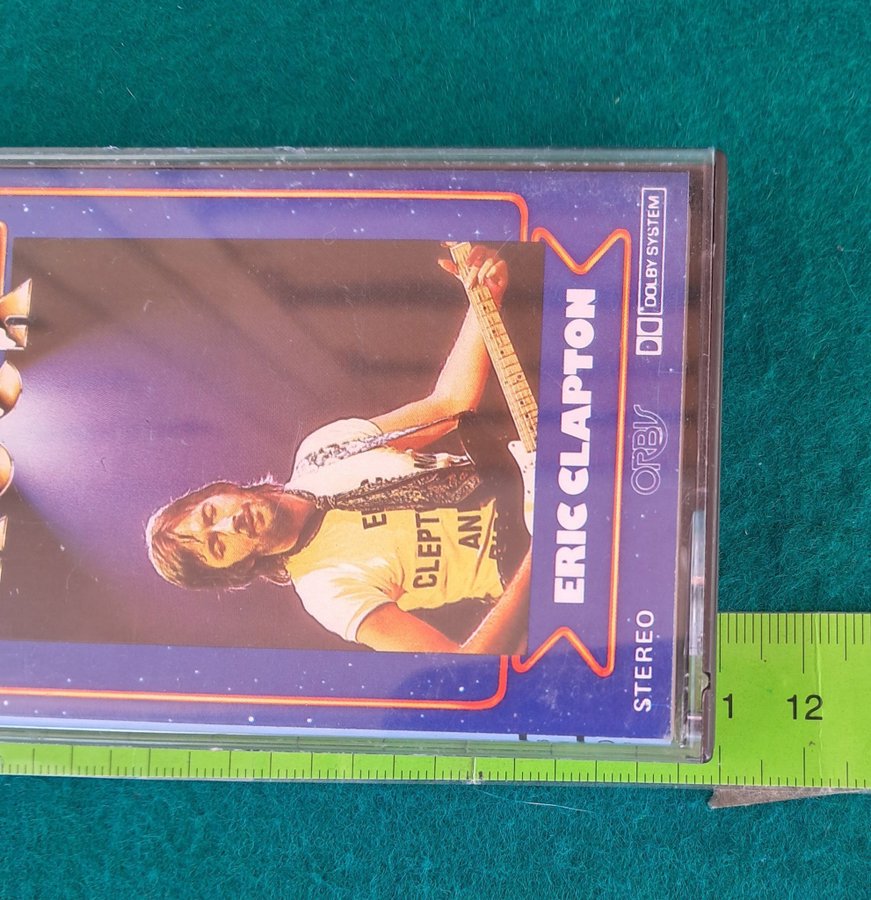 DOLBY SYSTEM
ORBIS
STEREO
ERIC CLAPTON
E
CLEPT
AN
1 12